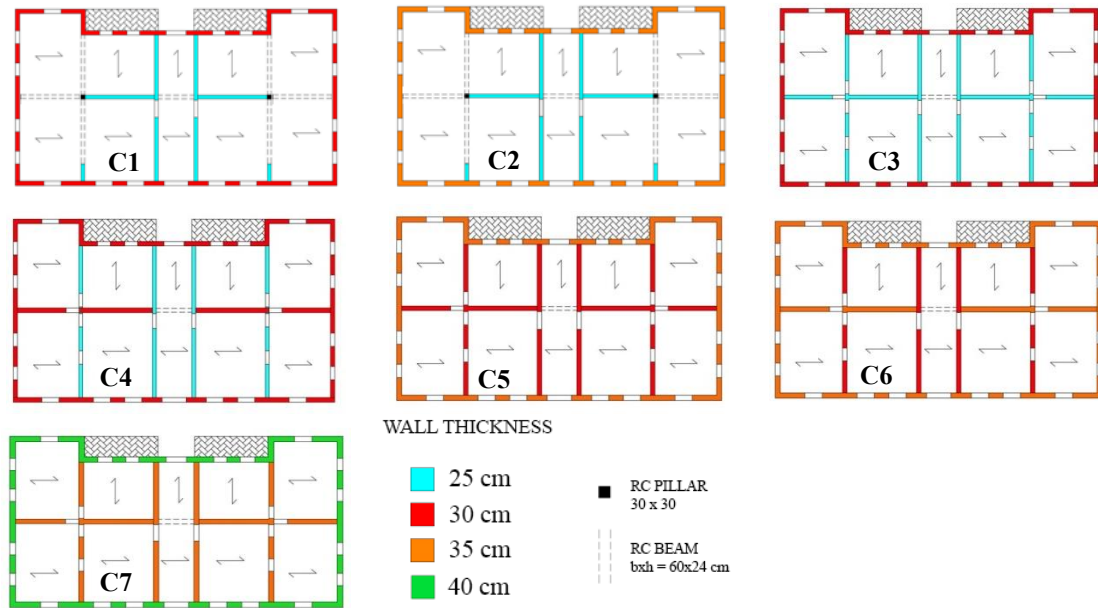 C1
C2
C3
C4
C5
C6
C7
WALL THICKNESS
25 cm
30 cm
35 cm
40 cm
RC PILLAR
30 x 30
RC BEAM
bxh = 60x24 cm